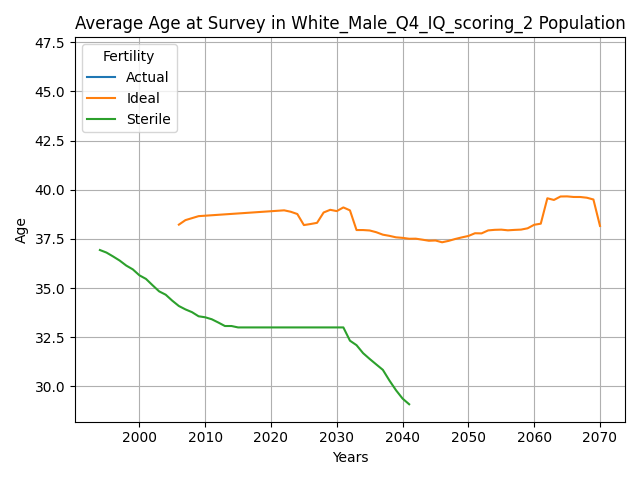 Average Age at Survey in White_Male_Q4_IQ_scoring_2 Population
47.5
45.0
42.5
40.0
37.5
35.0
32.5
30.0
Age
Fertility
Actual
Ideal
Sterile
2000 2010 2020 2030 2040 2050 2060 2070
Years